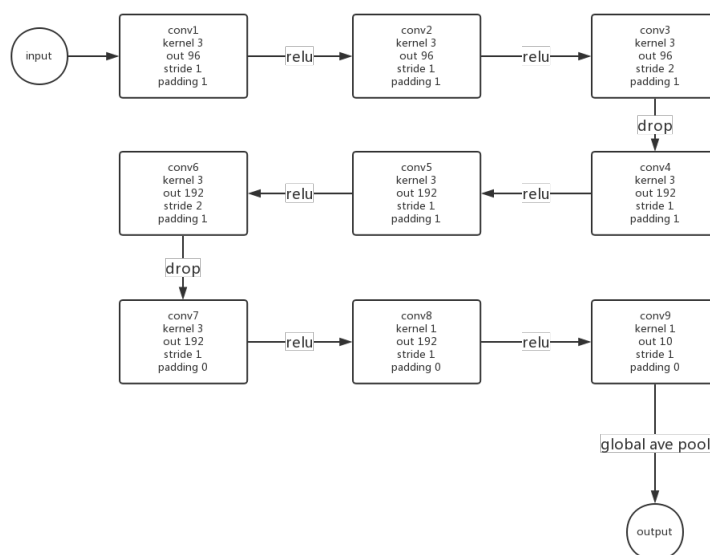 input
conv1
kernel 3
out 96
stride 1
padding 1
relu
conv2
kernel 3
out 96
stride 1
padding 1
relu
conv3
kernel 3
out 96
stride 2
padding 1
drop
conv4
kernel 3
out 192
stride 1
padding 1
relu
conv5
kernel 3
out 192
stride 1
padding 1
relu
conv6
kernel 3
out 192
stride 2
padding 1
drop
conv7
kernel 3
out 192
stride 1
padding 0
relu
conv8
kernel 1
out 192
stride 1
padding 0
relu
conv9
kernel 1
out 10
stride 1
padding 0
global ave pool
output